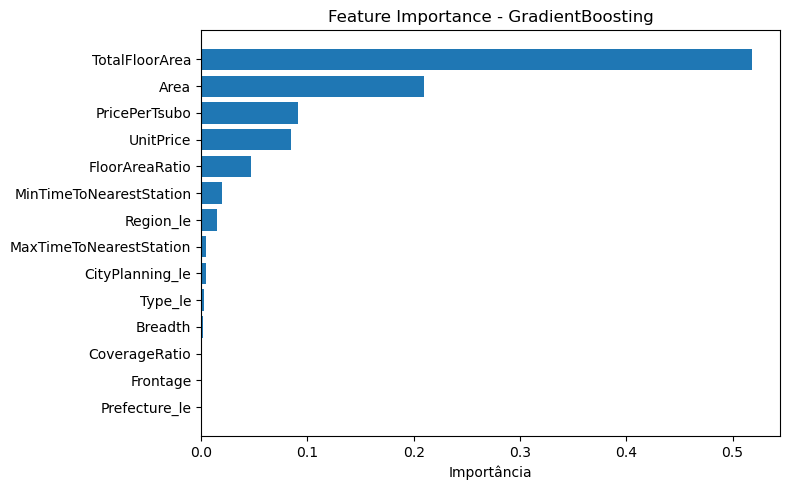 Feature Importance - GradientBoosting
TotalFloorArea
Area
PricePerTsubo
UnitPrice
FloorAreaRatio
MinTimeToNearestStation
Region_le
MaxTimeToNearestStation
CityPlanning_le
Type_le
Breadth
CoverageRatio
Frontage
Prefecture_le
0.0 0.1 0.2 0.3 0.4 0.5
Importância